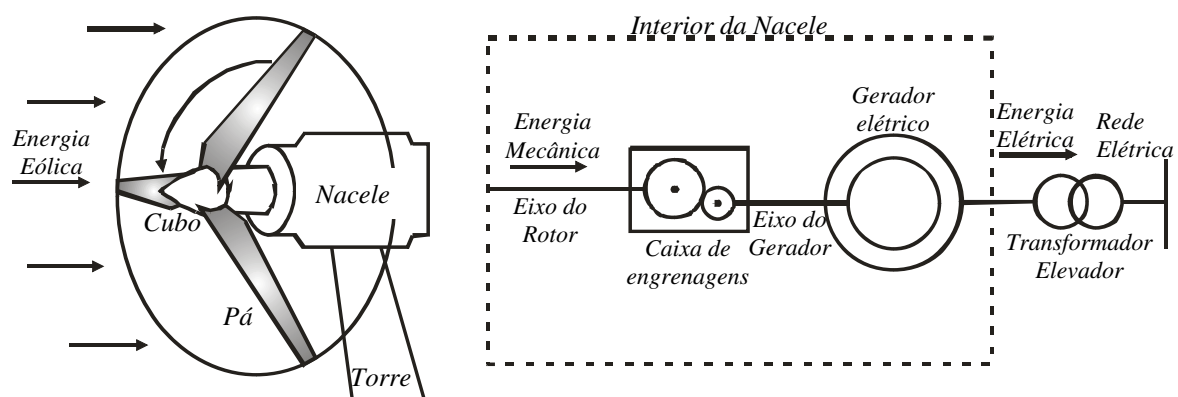 Energia
Eólica
Cubo
Pá
Nacele
Torre
Interior da Nacele
Energia
Mecânica
Eixo do
Rotor
Caixa de
engrenagens
Eixo do
Gerador
Gerador
elétrico
Energia
Elétrica
Rede
Elétrica
Transformador
Elevador